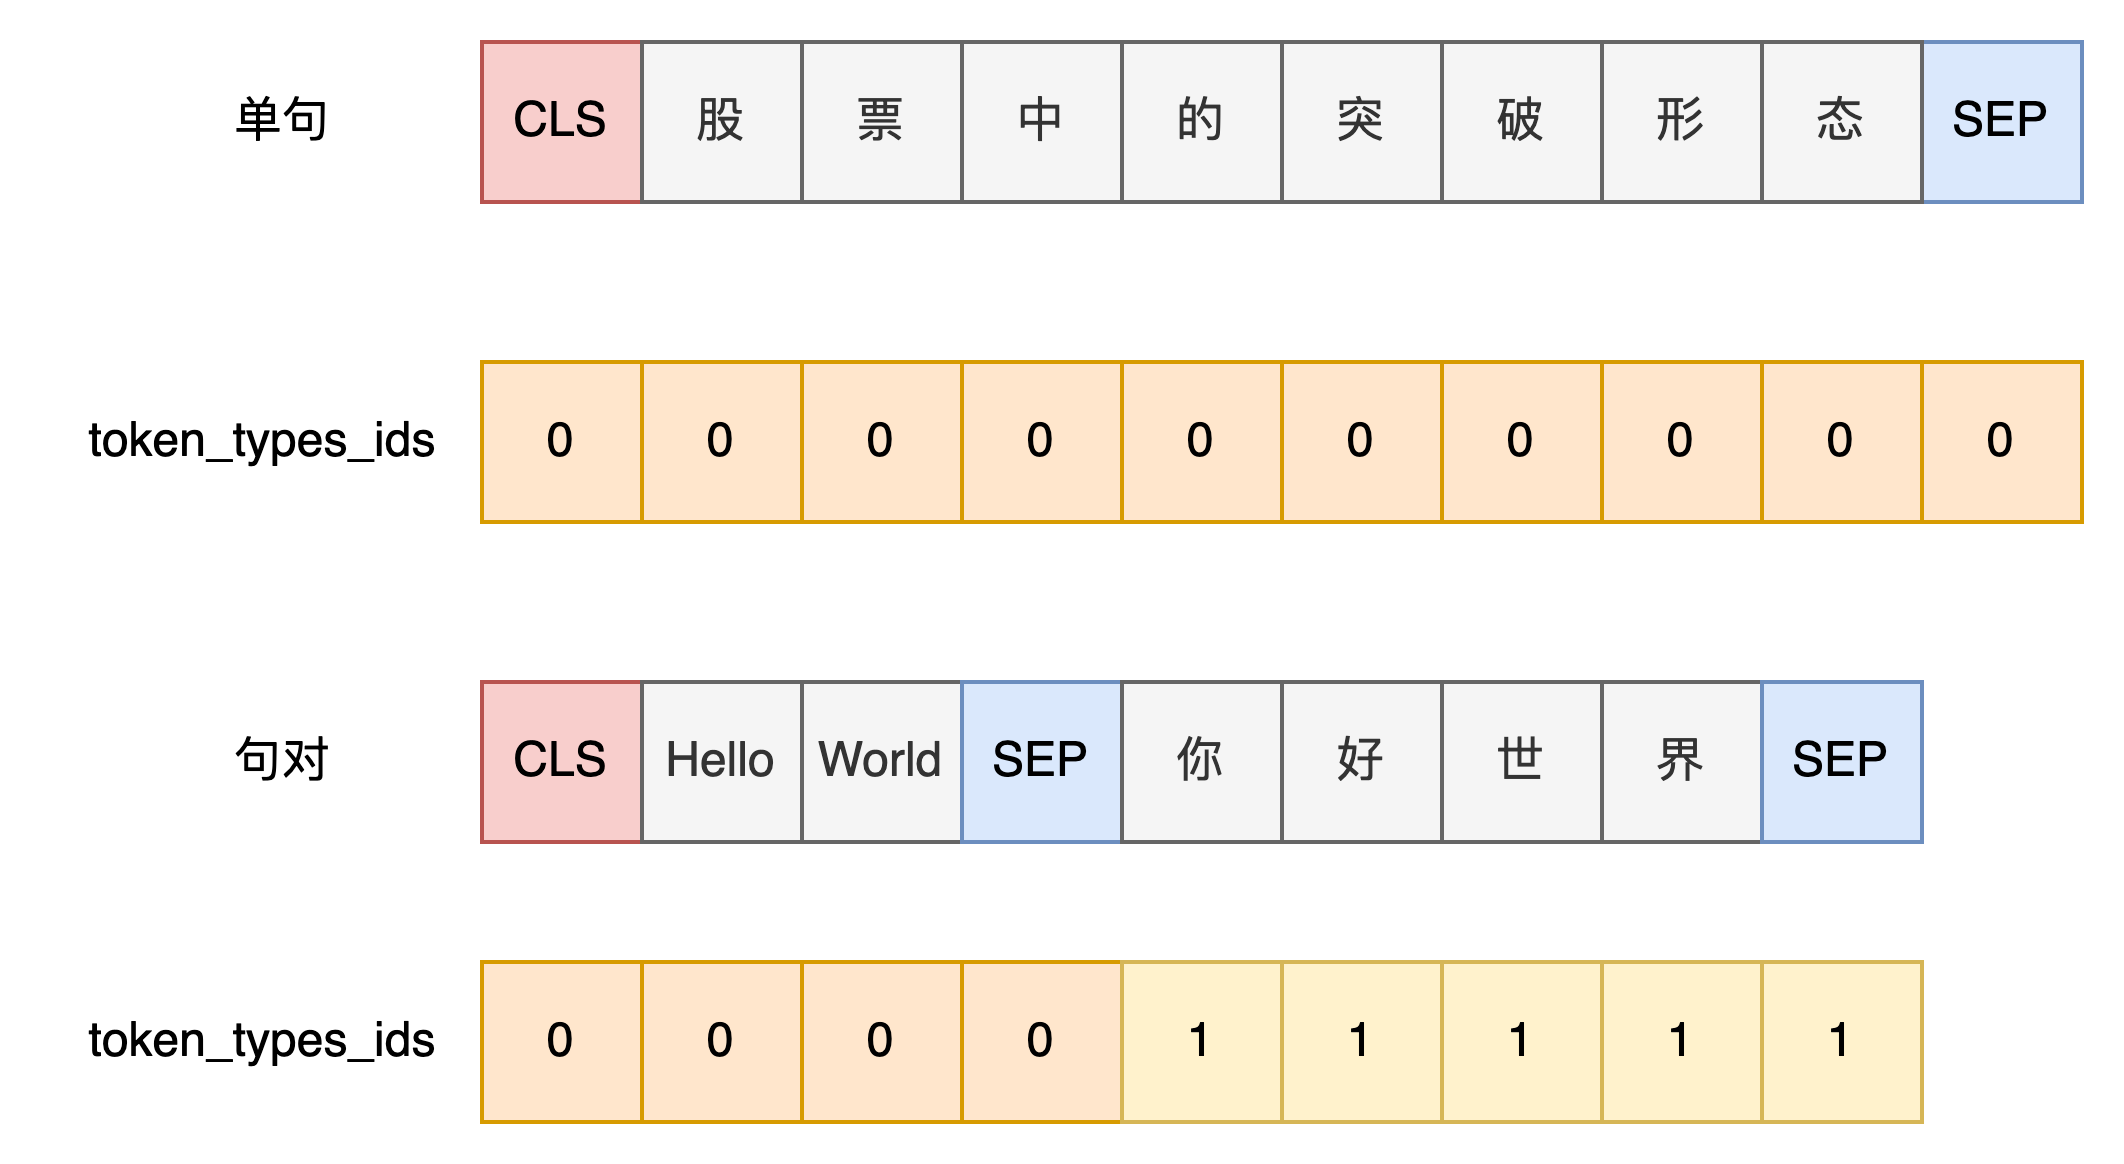 单句 CLS 股 票 中 的 突 破 形 态 SEP
token_types_ids 0 0 0 0 0 0 0 0 0 0
句对 CLS Hello World SEP 你 好 世 界 SEP
token_types_ids 0 0 0 0 1 1 1 1 1